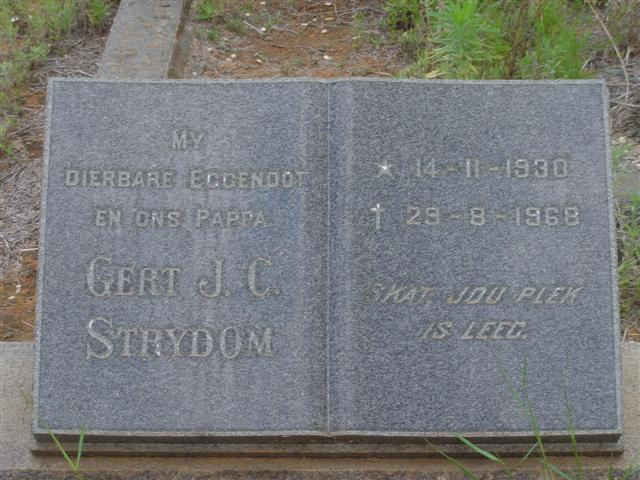 MY
DIERBARE EGGENOOT
EN ONS PAPPA
GERT J. C.
STRYDOM
* 14-11-1930
† 29-8-1968
SKAT, JOU PLEK
IS LEEG.